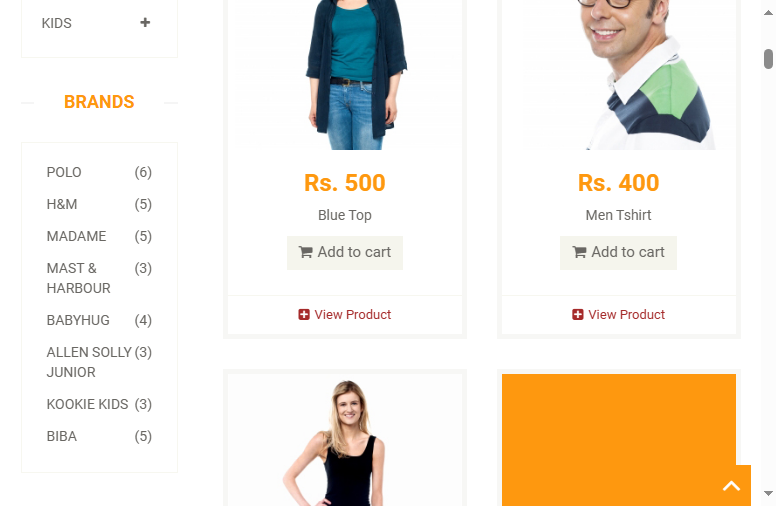 KIDS
BRANDS
POLO (6)
H&M (5)
MADAME (5)
MAST & (3)
HARBOUR
BABYHUG (4)
ALLEN SOLLY (3)
JUNIOR
KOOKIE KIDS (3)
BIBA (5)
Rs. 500
Blue Top
Add to cart
View Product
Rs. 400
Men Tshirt
Add to cart
View Product